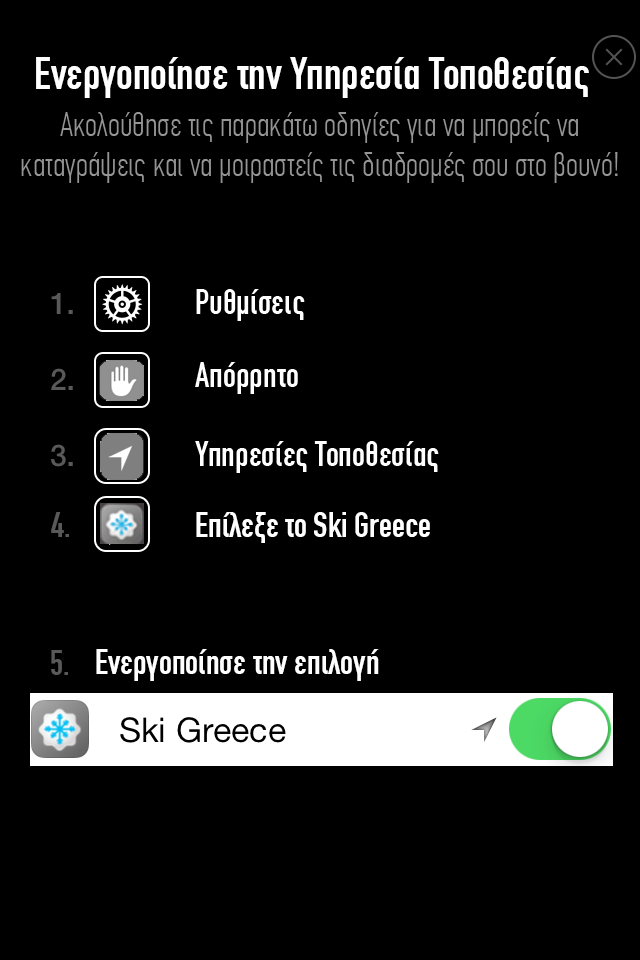 Ενεργοποίησε την Υπηρεσία Τοποθεσίας
Ακολούθησε τις παρακάτω οδηγίες για να μπορείς να
καταγράψεις και να μοιραστείς τις διαδρομές σου στο βουνό!
1. Ρυθμίσεις
2. Απόρρητο
3. Υπηρεσίες Τοποθεσίας
4. Επίλεξε το Ski Greece
5. Ενεργοποίησε την επιλογή
Ski Greece